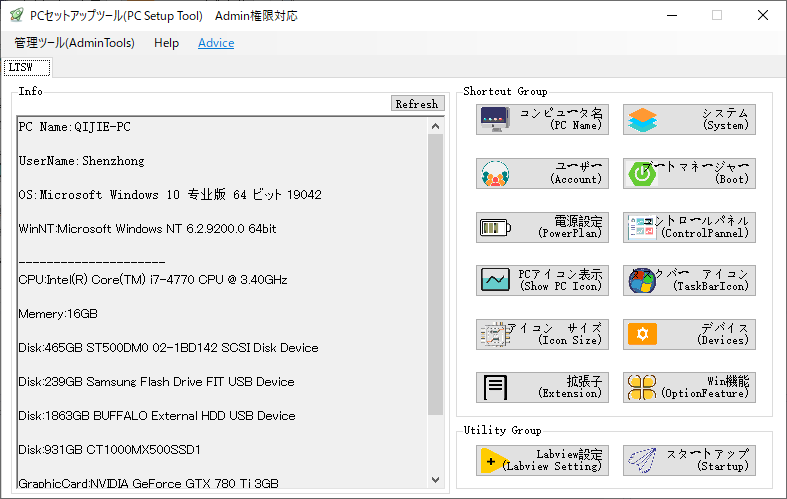 PCセットアップツール(PC Setup Tool)　Admin権限対応
管理ツール(AdminTools) Help Advice
LTSW
Info
Refresh
PC Name:QIJIE-PC
UserName:Shenzhong
OS:Microsoft Windows 10 专业版 64 ビット 19042
WinNT:Microsoft Windows NT 6.2.9200.0 64bit
---------------------
CPU:Intel(R) Core(TM) i7-4770 CPU @ 3.40GHz
Memery:16GB
Disk:465GB ST500DM0 02-1BD142 SCSI Disk Device
Disk:239GB Samsung Flash Drive FIT USB Device
Disk:1863GB BUFFALO External HDD USB Device
Disk:931GB CT1000MX500SSD1
GraphicCard:NVIDIA GeForce GTX 780 Ti 3GB
Shortcut Group
コンピュータ名
(PC Name)
システム
(System)
ユーザー
(Account)
ブートマネージャー
(Boot)
電源設定
(PowerPlan)
ントロールパネル
(ControlPannel)
PCアイコン表示
(Show PC Icon)
クバー　アイコン
(TaskBarIcon)
アイコン　サイズ
(Icon Size)
デバイス
(Devices)
拡張子
(Extension)
Win機能
(OptionFeature)
Utility Group
Labview設定
(Labview Setting)
スタートアップ
(Startup)